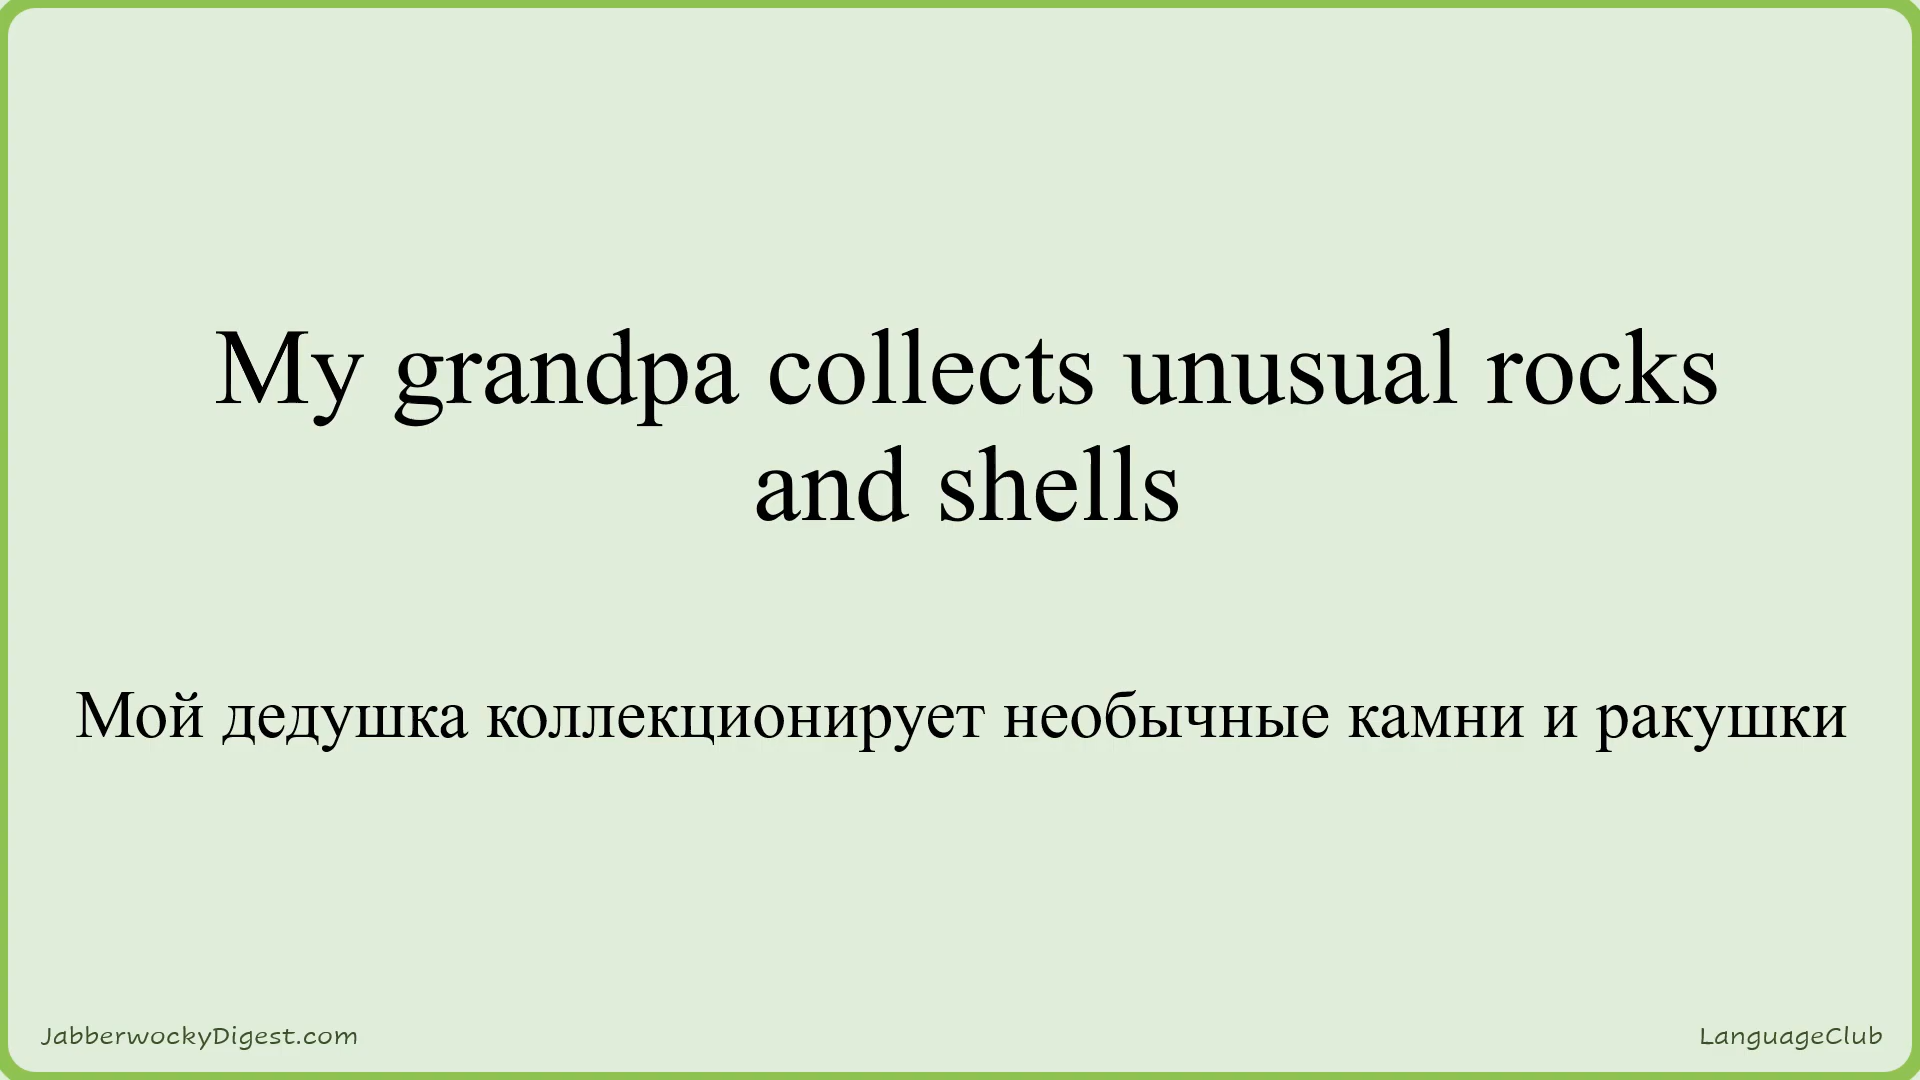 My grandpa collects unusual rocks
and shells
Мой дедушка коллекционирует необычные камни и ракушки
JabberwockyDigest.com
LanguageClub